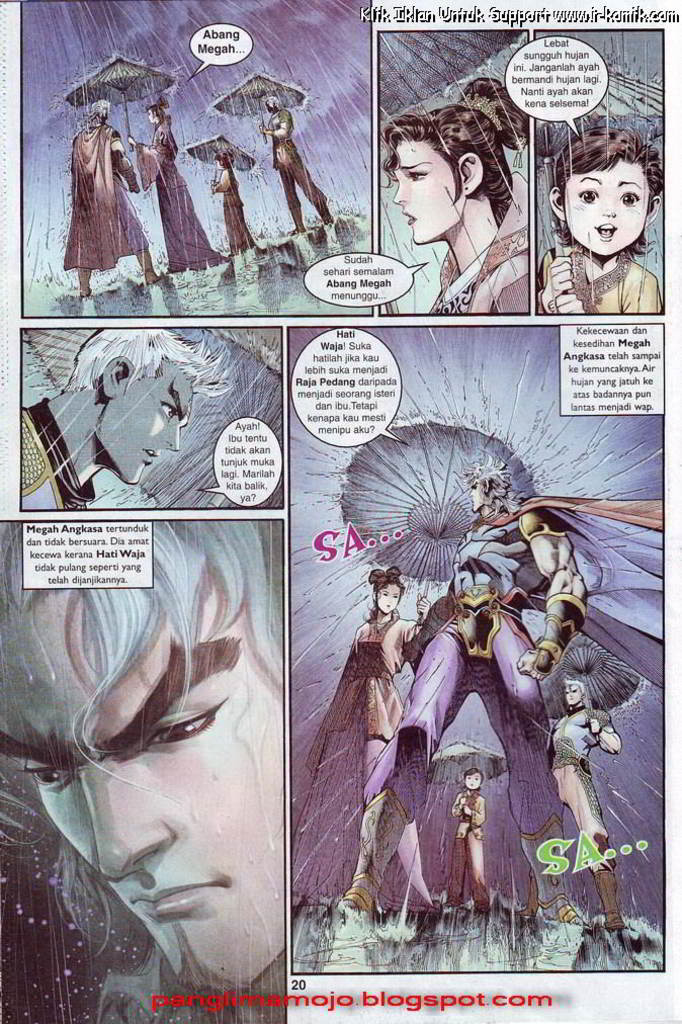 Klik Iklan Untuk Support www.ir-komik.com
Abang
Megah...
Sudah
sehari semalam
Abang Megah
menunggu...
Lebat
sungguh hujan
ini. Janganlah ayah
bermandi hujan lagi.
Nanti ayah akan
kena selsema!
Ayah!
Ibu tentu
tidak akan
tunjuk muka
lagi. Marilah
kita balik,
ya?
Hati
Waja! Suka
hatilah jika kau
lebih suka menjadi
Raja Pedang daripada
menjadi seorang isteri
dan ibu.Tetapi
kenapa kau mesti
menipu aku?
Kekecewaan dan
kesedihan Megah
Angkasa telah sampai
ke kemuncaknya. Air
hujan yang jatuh ke
atas badannya pun
lantas menjadi wap.
SA...
SA...
Megah Angkasa tertunduk
dan tidak bersuara. Dia amat
kecewa kerana Hati Waja
tidak pulang seperti yang
telah dijanjikannya.
20
panglimamojo.blogspot.com